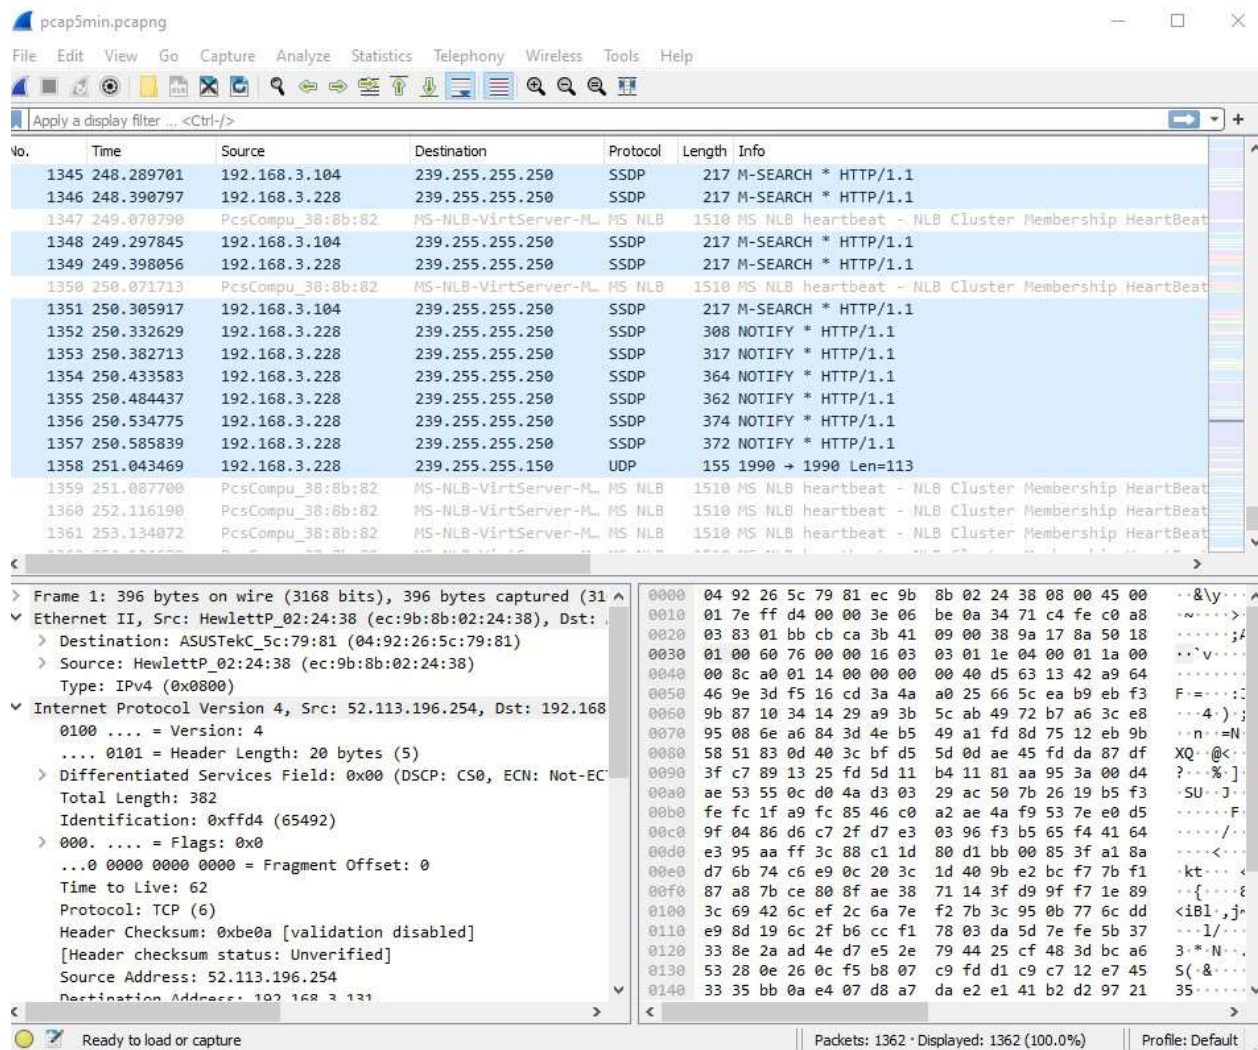 pcap5min.pcapng
File Edit View Go Capture Analyze Statistics Telephony Wireless Tools Help
Apply a display filter ... <Ctrl-/>
No. Time Source Destination Protocol Length Info
1345 248.289701 192.168.3.104 239.255.255.250 SSDP 217 M-SEARCH * HTTP/1.1
1346 248.390797 192.168.3.228 239.255.255.250 SSDP 217 M-SEARCH * HTTP/1.1
1347 249.070790 PcsCompu_38:8b:82 MS-NLB-VirtServer-M… MS NLB 1510 MS NLB heartbeat - NLB Cluster Membership HeartBeat
1348 249.297845 192.168.3.104 239.255.255.250 SSDP 217 M-SEARCH * HTTP/1.1
1349 249.398056 192.168.3.228 239.255.255.250 SSDP 217 M-SEARCH * HTTP/1.1
1350 250.071713 PcsCompu_38:8b:82 MS-NLB-VirtServer-M… MS NLB 1510 MS NLB heartbeat - NLB Cluster Membership HeartBeat
1351 250.305917 192.168.3.104 239.255.255.250 SSDP 217 M-SEARCH * HTTP/1.1
1352 250.332629 192.168.3.228 239.255.255.250 SSDP 308 NOTIFY * HTTP/1.1
1353 250.382713 192.168.3.228 239.255.255.250 SSDP 317 NOTIFY * HTTP/1.1
1354 250.433583 192.168.3.228 239.255.255.250 SSDP 364 NOTIFY * HTTP/1.1
1355 250.484437 192.168.3.228 239.255.255.250 SSDP 362 NOTIFY * HTTP/1.1
1356 250.534775 192.168.3.228 239.255.255.250 SSDP 374 NOTIFY * HTTP/1.1
1357 250.585839 192.168.3.228 239.255.255.250 SSDP 372 NOTIFY * HTTP/1.1
1358 251.043469 192.168.3.228 239.255.255.150 UDP 155 1990 → 1990 Len=113
1359 251.087700 PcsCompu_38:8b:82 MS-NLB-VirtServer-M… MS NLB 1510 MS NLB heartbeat - NLB Cluster Membership HeartBeat
1360 252.116190 PcsCompu_38:8b:82 MS-NLB-VirtServer-M… MS NLB 1510 MS NLB heartbeat - NLB Cluster Membership HeartBeat
1361 253.134072 PcsCompu_38:8b:82 MS-NLB-VirtServer-M… MS NLB 1510 MS NLB heartbeat - NLB Cluster Membership HeartBeat
Frame 1: 396 bytes on wire (3168 bits), 396 bytes captured (31
Ethernet II, Src: HewlettP_02:24:38 (ec:9b:8b:02:24:38), Dst:
Destination: ASUSTekC_5c:79:81 (04:92:26:5c:79:81)
Source: HewlettP_02:24:38 (ec:9b:8b:02:24:38)
Type: IPv4 (0x0800)
Internet Protocol Version 4, Src: 52.113.196.254, Dst: 192.168
0100 .... = Version: 4
.... 0101 = Header Length: 20 bytes (5)
Differentiated Services Field: 0x00 (DSCP: CS0, ECN: Not-EC
Total Length: 382
Identification: 0xffd4 (65492)
000. .... = Flags: 0x0
...0 0000 0000 0000 = Fragment Offset: 0
Time to Live: 62
Protocol: TCP (6)
Header Checksum: 0xbe0a [validation disabled]
[Header checksum status: Unverified]
Source Address: 52.113.196.254
Destination Address: 192.168.3.131
0000 04 92 26 5c 79 81 ec 9b 8b 02 24 38 08 00 45 00 ··&\y··
0010 01 7e ff d4 00 00 3e 06 be 0a 34 71 c4 fe c0 a8 ·~····>·
0020 03 83 01 bb cb ca 3b 41 09 00 38 9a 17 8a 50 18 ······;A
0030 01 00 60 76 00 00 16 03 03 01 1e 04 00 01 1a 00 ··`v····
0040 00 8c a0 01 14 00 00 00 00 40 d5 63 13 42 a9 64 ········
0050 46 9e 3d f5 16 cd 3a 4a a0 25 66 5c ea b9 eb f3 F·=···:J
0060 9b 87 10 34 14 29 a9 3b 5c ab 49 72 b7 a6 3c e8 ···4·)·;
0070 95 08 6e a6 84 3d 4e b5 49 a1 fd 8d 75 12 eb 9b ··n··=N·
0080 58 51 83 0d 40 3c bf d5 5d 0d ae 45 fd da 87 df XQ··@<··
0090 3f c7 89 13 25 fd 5d 11 b4 11 81 aa 95 3a 00 d4 ?···%·]·
00a0 ae 53 55 0c d0 4a d3 03 29 ac 50 7b 26 19 b5 f3 ·SU··J··
00b0 fe fc 1f a9 fc 85 46 c0 a2 ae 4a f9 53 7e e0 d5 ······F·
00c0 9f 04 86 d6 c7 2f d7 e3 03 96 f3 b5 65 f4 41 64 ·····/··
00d0 e3 95 aa ff 3c 88 c1 1d 80 d1 bb 00 85 3f a1 8a ····<···
00e0 d7 6b 74 c6 e9 0c 20 3c 1d 40 9b e2 bc f7 7b f1 ·kt··· <
00f0 87 a8 7b ce 80 8f ae 38 71 14 3f d9 9f f7 1e 89 ··{····8
0100 3c 69 42 6c ef 2c 6a 7e f2 7b 3c 95 0b 77 6c dd <iBl·,j~
0110 e9 8d 19 6c 2f b6 cc f1 78 03 da 5d 7e fe 5b 37 ···l/···
0120 33 8e 2a ad 4e d7 e5 2e 79 44 25 cf 48 3d bc a6 3·*·N··.
0130 53 28 0e 26 0c f5 b8 07 c9 fd d1 c9 c7 12 e7 45 S(·&····
0140 33 35 bb 0a e4 07 d8 a7 da e2 e1 41 b2 d2 97 21 35······
Ready to load or capture Packets: 1362 · Displayed: 1362 (100.0%) Profile: Default